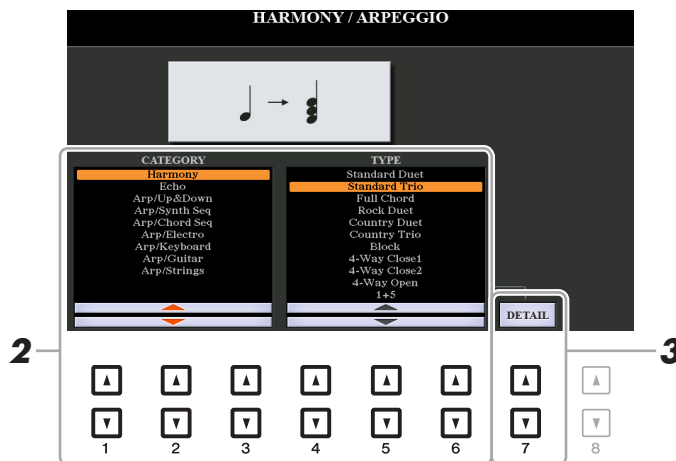 HARMONY / ARPEGGIO
CATEGORY
Harmony
Echo
Arp/Up&Down
Arp/Synth Seq
Arp/Chord Seq
Arp/Electro
Arp/Keyboard
Arp/Guitar
Arp/Strings
TYPE
Standard Duet
Standard Trio
Full Chord
Rock Duet
Country Duet
Country Trio
Block
4-Way Close1
4-Way Close2
4-Way Open
1+5
DETAIL
2
3
1 2 3 4 5 6 7 8